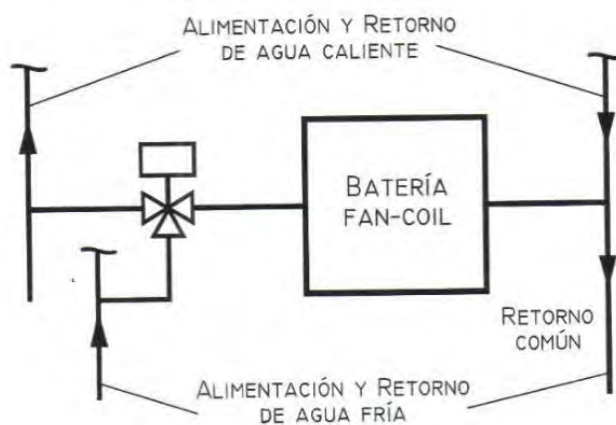 ALIMENTACIÓN Y RETORNO
DE AGUA CALIENTE
BATERÍA
FAN-COIL
RETORNO
COMÚN
ALIMENTACIÓN Y RETORNO
DE AGUA FRÍA